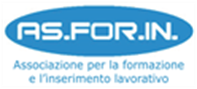 AS.FOR.IN.
Associazione per la formazione
e l'inserimento lavorativo